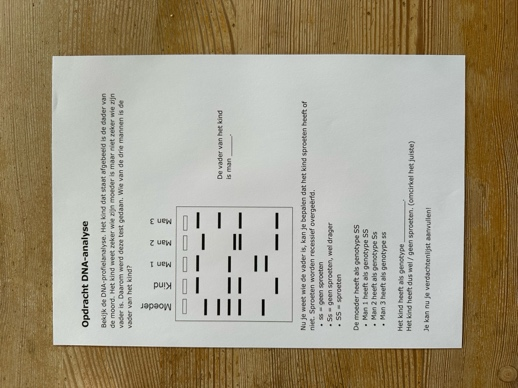 Opdracht DNA-analyse
Bekijk de DNA-analyse. Het kind dat staat afgebeeld is de dader van
de moord. Het kind weet zeker wie zijn moeder is maar niet zeker wie zijn
vader is. Daarom werd deze test gedaan. Wie van de drie mannen is de
vader van het kind?
Moeder
Kind
Man 1
Man 2
Man 3
De vader van het kind
is man ______.
Nu je weet wie de vader is, kan je bepalen dat het kind sproeten heeft of
niet. Sproeten worden recessief overgeërfd.
• ss = geen sproeten
• Ss = geen sproeten, wel drager
• SS = sproeten
De moeder heeft als genotype SS
• Man 1 heeft als genotype SS
• Man 2 heeft als genotype Ss
• Man 3 heeft als genotype ss
Het kind heeft als genotype ____________.
Het kind heeft dus wel / geen sproeten. (omcirkel het juiste)
Je kan nu je verdachtenlijst aanvullen!